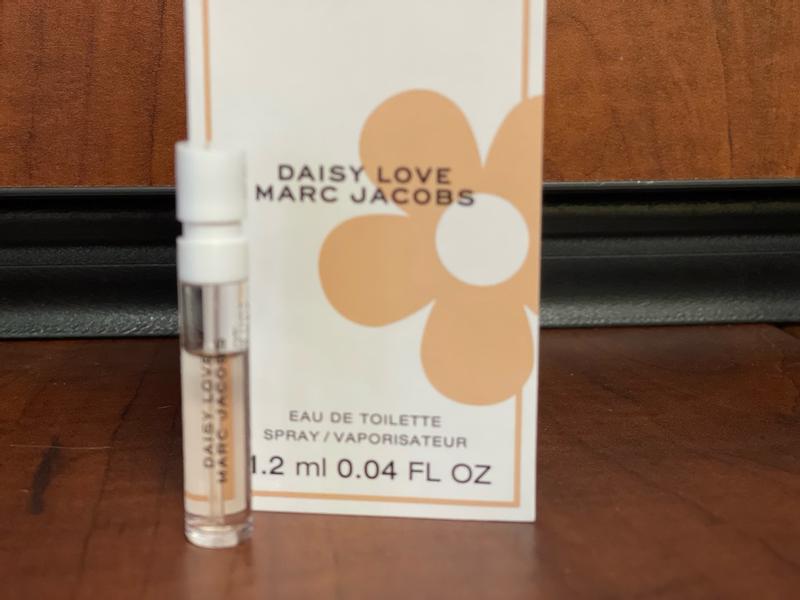 DAISY LOVE
MARC JACOBS
EAU DE TOILETTE
SPRAY / VAPORISATEUR
1.2 ml 0.04 FL OZ
DAISY LOVE
MARC JACOBS